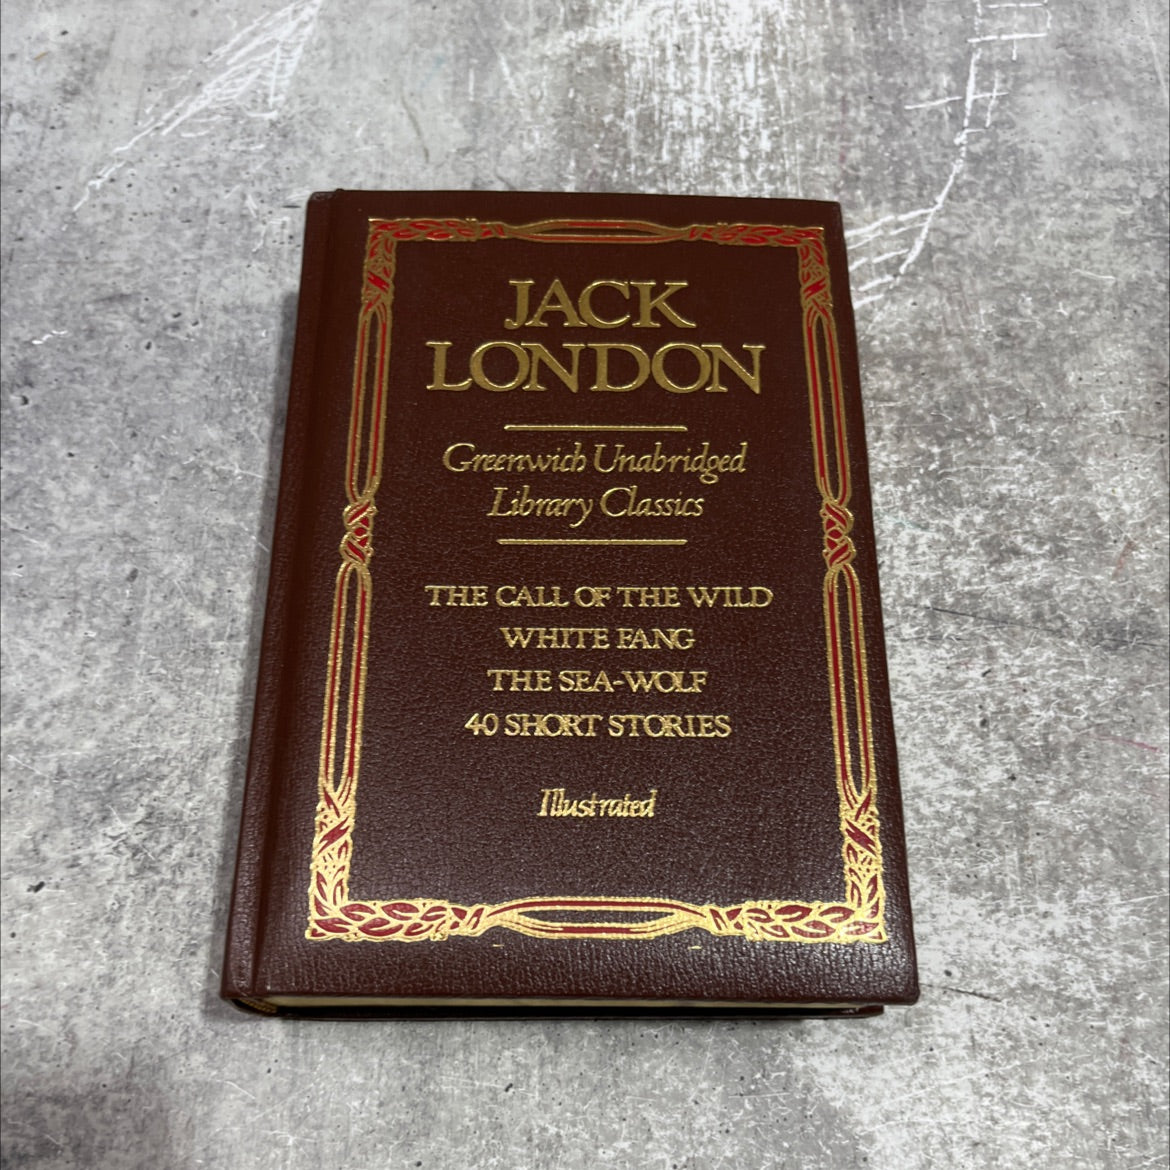 JACK
LONDON
Greenwich Unabridged
Library Classics
THE CALL OF THE WILD
WHITE FANG
THE SEA-WOLF
40 SHORT STORIES
Illustrated